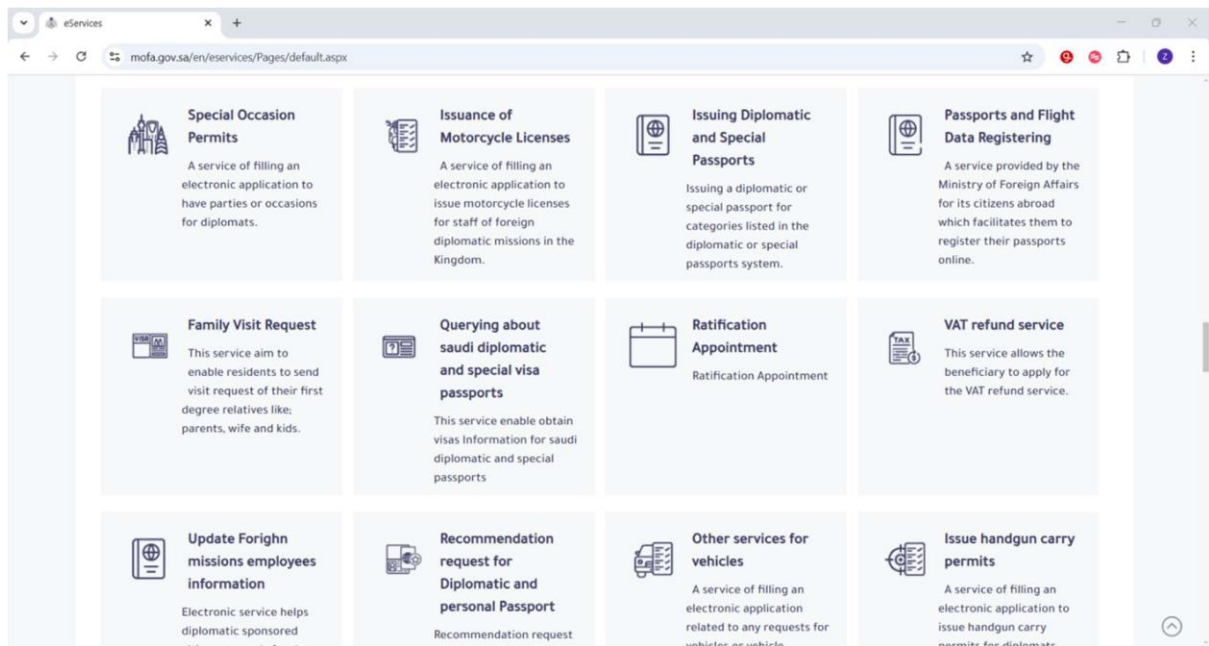 eServices
mofa.gov.sa/en/eservices/Pages/default.aspx
Special Occasion
Permits
A service of filling an
electronic application to
have parties or occasions
for diplomats.
Issuance of
Motorcycle Licenses
A service of filling an
electronic application to
issue motorcycle licenses
for staff of foreign
diplomatic missions in the
Kingdom.
Issuing Diplomatic
and Special
Passports
Issuing a diplomatic or
special passport for
categories listed in the
diplomatic or special
passports system.
Passports and Flight
Data Registering
A service provided by the
Ministry of Foreign Affairs
for its citizens abroad
which facilitates them to
register their passports
online.
VISA
Family Visit Request
This service aim to
enable residents to send
visit request of their first
degree relatives like;
parents, wife and kids.
?
Querying about
saudi diplomatic
and special visa
passports
This service enable obtain
visas Information for saudi
diplomatic and special
passports
Ratification
Appointment
Ratification Appointment
TAX
VAT refund service
This service allows the
beneficiary to apply for
the VAT refund service.
Update Forighn
missions employees
information
Electronic service helps
diplomatic sponsored
Recommendation
request for
Diplomatic and
personal Passport
Recommendation request
Other services for
vehicles
A service of filling an
electronic application
related to any requests for
vehicles or vehicle
Issue handgun carry
permits
A service of filling an
electronic application to
issue handgun carry
permits for diplomats